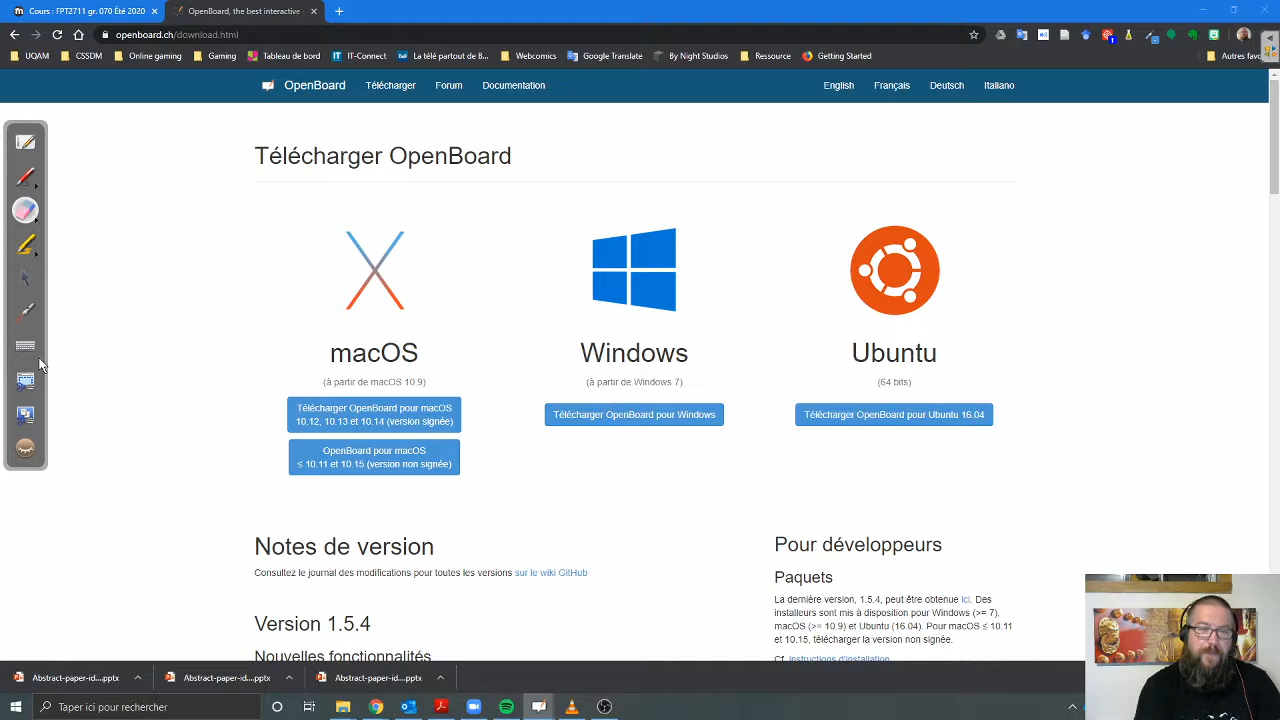 Cours : FPT2711 gr. 070 Été 2020
OpenBoard, the best interactive
openboard.ch/download.html
UQAM
CSSDM
Online gaming
Gaming
Tableau de bord
IT-Connect
La télé partout de B...
Webcomics
Google Translate
By Night Studios
Ressource
Getting Started
Autres favo
OpenBoard
Télécharger
Forum
Documentation
English
Français
Deutsch
Italiano
Télécharger OpenBoard
macOS
(à partir de macOS 10.9)
Télécharger OpenBoard pour macOS
10.12, 10.13 et 10.14 (version signée)
OpenBoard pour macOS
≤ 10.11 et 10.15 (version non signée)
Windows
(à partir de Windows 7)
Télécharger OpenBoard pour Windows
Ubuntu
(64 bits)
Télécharger OpenBoard pour Ubuntu 16.04
Notes de version
Consultez le journal des modifications pour toutes les versions sur le wiki GitHub
Version 1.5.4
Nouvelles fonctionnalités
Pour développeurs
Paquets
La dernière version, 1.5.4, peut être obtenue ici. Des
installeurs sont mis à disposition pour Windows (>= 7),
macOS (>= 10.9) et Ubuntu (16.04). Pour macOS ≤ 10.11
et 10.15, télécharger la version non signée.
Cf. Instructions d'installation
Abstract-paper-id....pptx
Abstract-paper-id....pptx
Abstract-paper-id....pptx
Taper ici pour rechercher